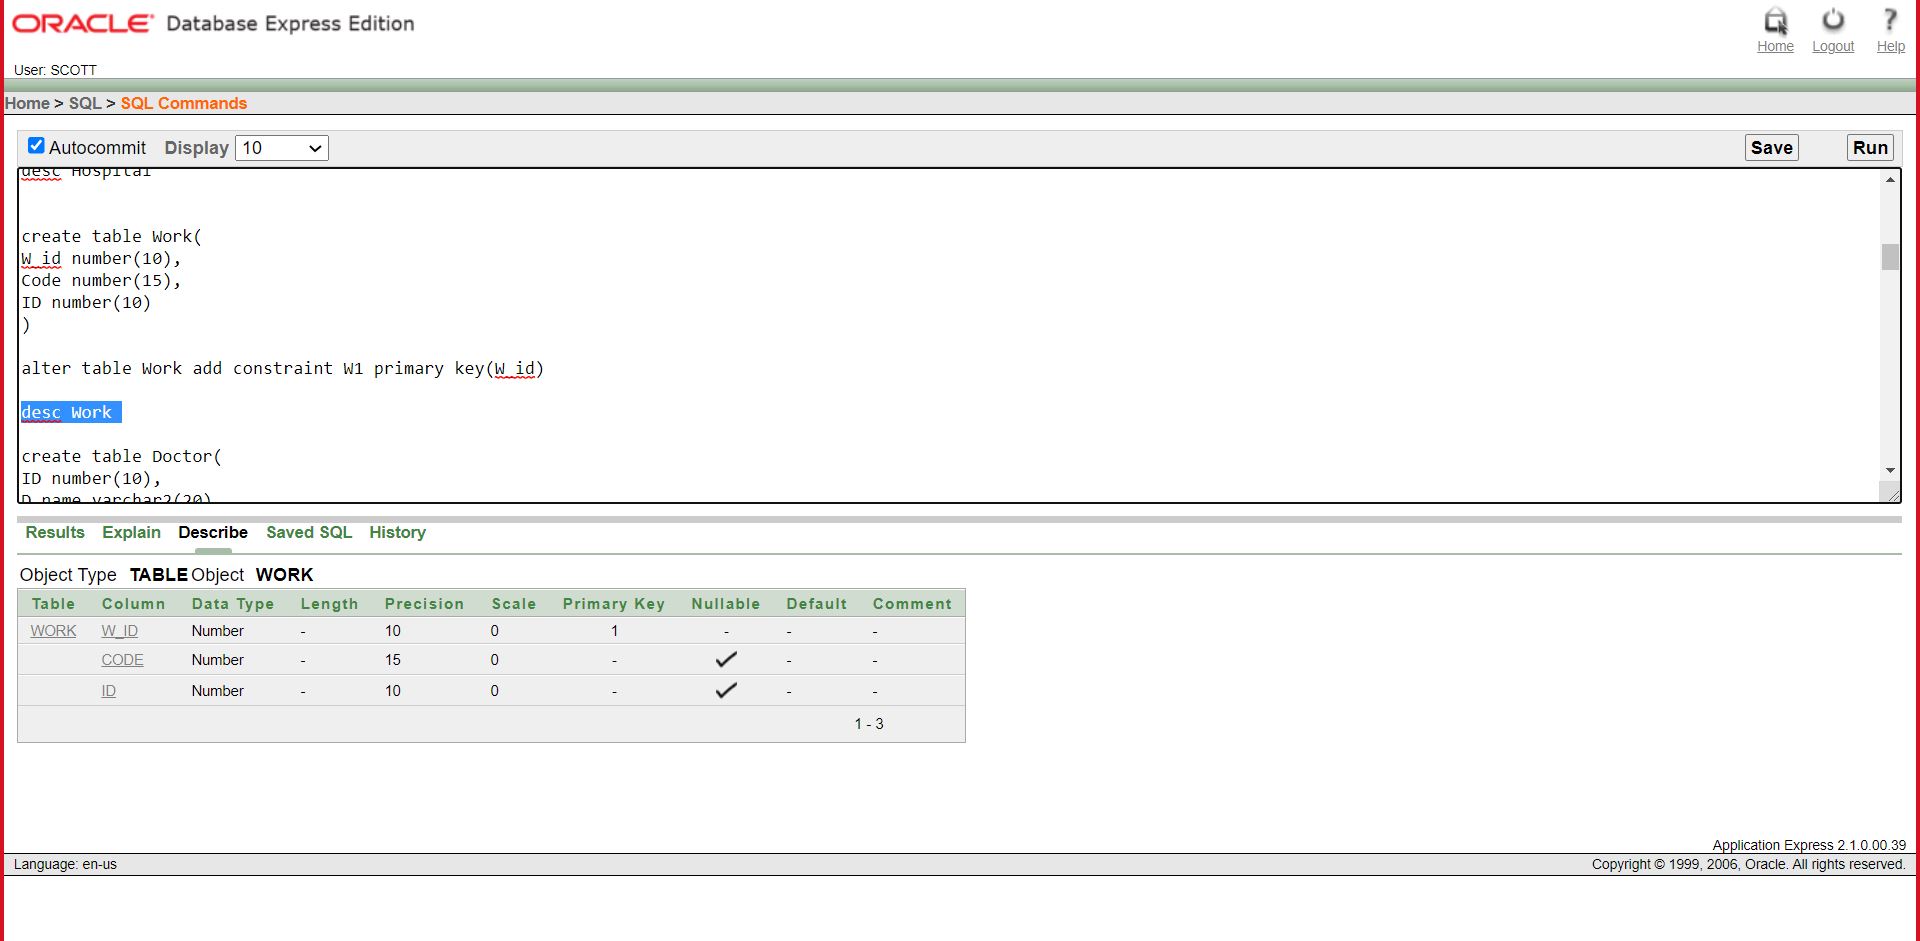 ORACLE Database Express Edition
Home Logout Help
User: SCOTT
Home > SQL > SQL Commands
Autocommit Display 10 Save Run
desc Hospital
create table Work(
W_id number(10),
Code number(15),
ID number(10)
)
alter table Work add constraint W1 primary key(W_id)
desc Work
create table Doctor(
ID number(10),
D_name varchar2(20)
Results Explain Describe Saved SQL History
Object Type TABLE Object WORK
Table Column Data Type Length Precision Scale Primary Key Nullable Default Comment
WORK W_ID Number - 10 0 1 - - -
CODE Number - 15 0 - - -
ID Number - 10 0 - - -
1 - 3
Application Express 2.1.0.00.39
Language: en-us Copyright © 1999, 2006, Oracle. All rights reserved.